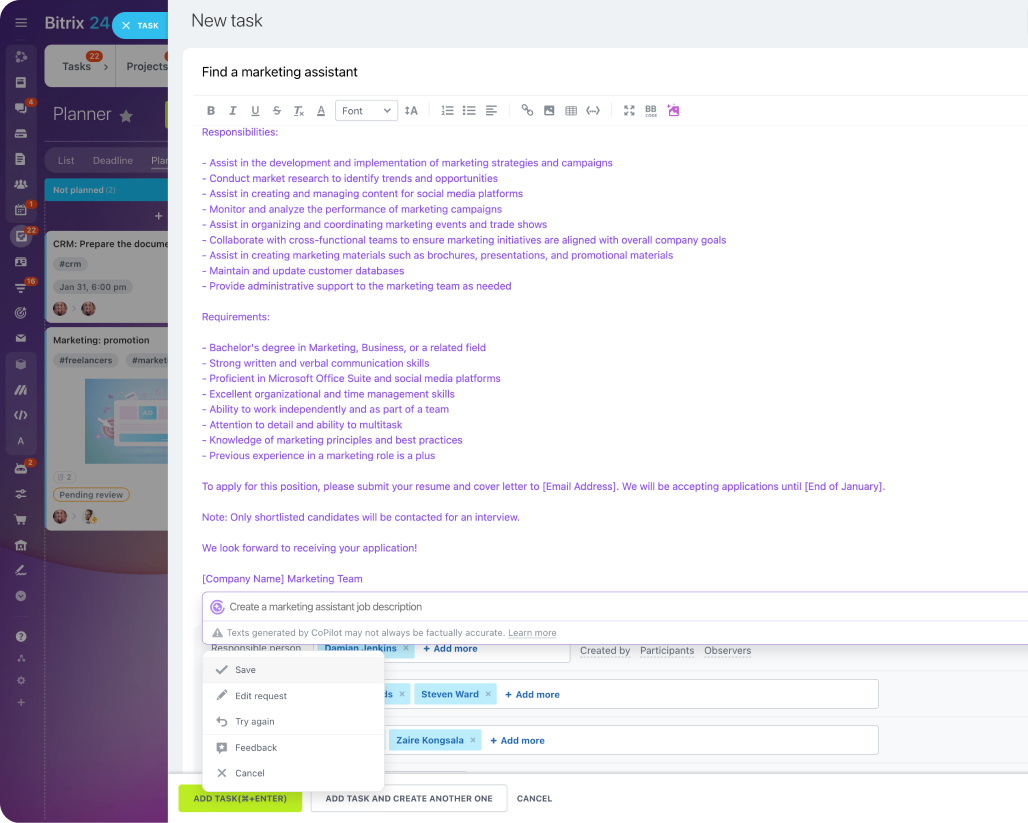 Bitrix 24
× TASK
New task
Tasks
22
Projects
Planner
List
Deadline
Plan
Not planned (2)
+
CRM: Prepare the docume
#crm
Jan 31, 6:00 pm
Marketing: promotion
#freelancers
#market
AD
2
Pending review
4
1
22
16
2
A
Find a marketing assistant
B I U S Tx A Font ↕A
BB
CODE
Responsibilities:
- Assist in the development and implementation of marketing strategies and campaigns
- Conduct market research to identify trends and opportunities
- Assist in creating and managing content for social media platforms
- Monitor and analyze the performance of marketing campaigns
- Assist in organizing and coordinating marketing events and trade shows
- Collaborate with cross-functional teams to ensure marketing initiatives are aligned with overall company goals
- Assist in creating marketing materials such as brochures, presentations, and promotional materials
- Maintain and update customer databases
- Provide administrative support to the marketing team as needed
Requirements:
- Bachelor's degree in Marketing, Business, or a related field
- Strong written and verbal communication skills
- Proficient in Microsoft Office Suite and social media platforms
- Excellent organizational and time management skills
- Ability to work independently and as part of a team
- Attention to detail and ability to multitask
- Knowledge of marketing principles and best practices
- Previous experience in a marketing role is a plus
To apply for this position, please submit your resume and cover letter to [Email Address]. We will be accepting applications until [End of January].
Note: Only shortlisted candidates will be contacted for an interview.
We look forward to receiving your application!
[Company Name] Marketing Team
Create a marketing assistant job description
Texts generated by CoPilot may not always be factually accurate. Learn more
Responsible person
Damian Jenkins ×
+ Add more
Created by
Participants
Observers
Save
Edit request
Try again
Feedback
Cancel
ds ×
Steven Ward ×
+ Add more
Zaire Kongsala ×
+ Add more
ADD TASK(⌘+ENTER)
ADD TASK AND CREATE ANOTHER ONE
CANCEL